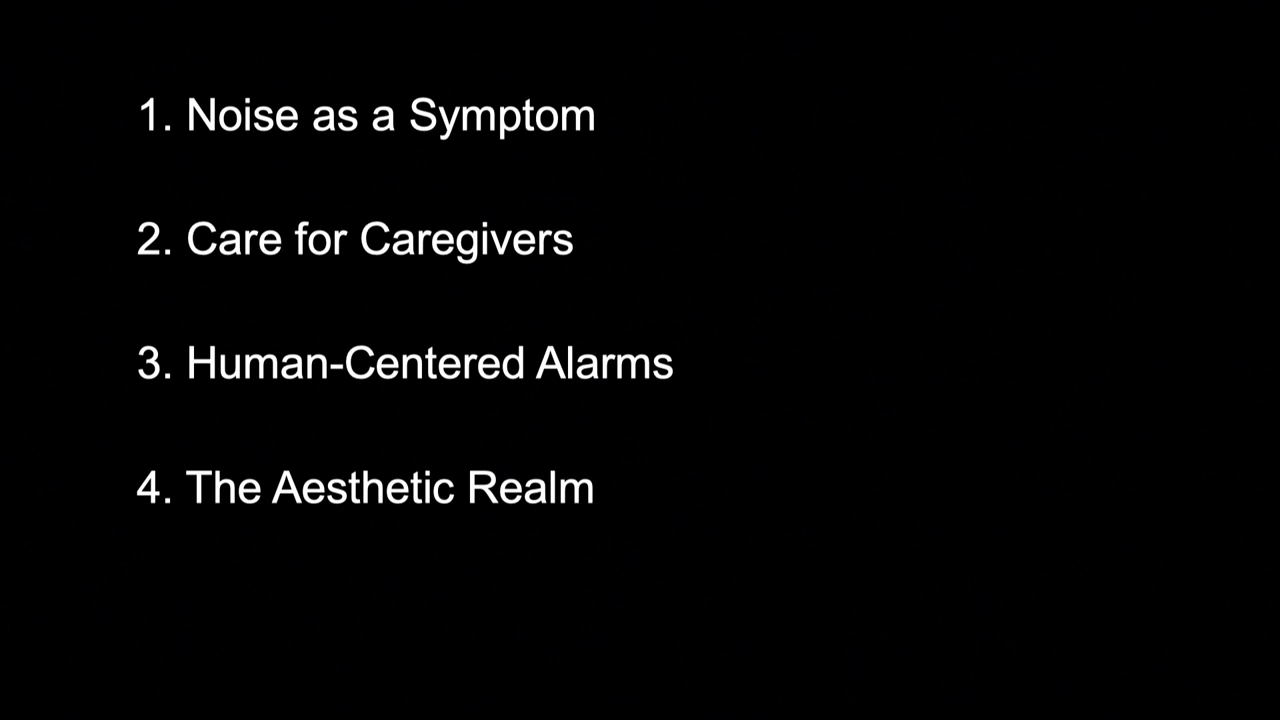 1. Noise as a Symptom
2. Care for Caregivers
3. Human-Centered Alarms
4. The Aesthetic Realm